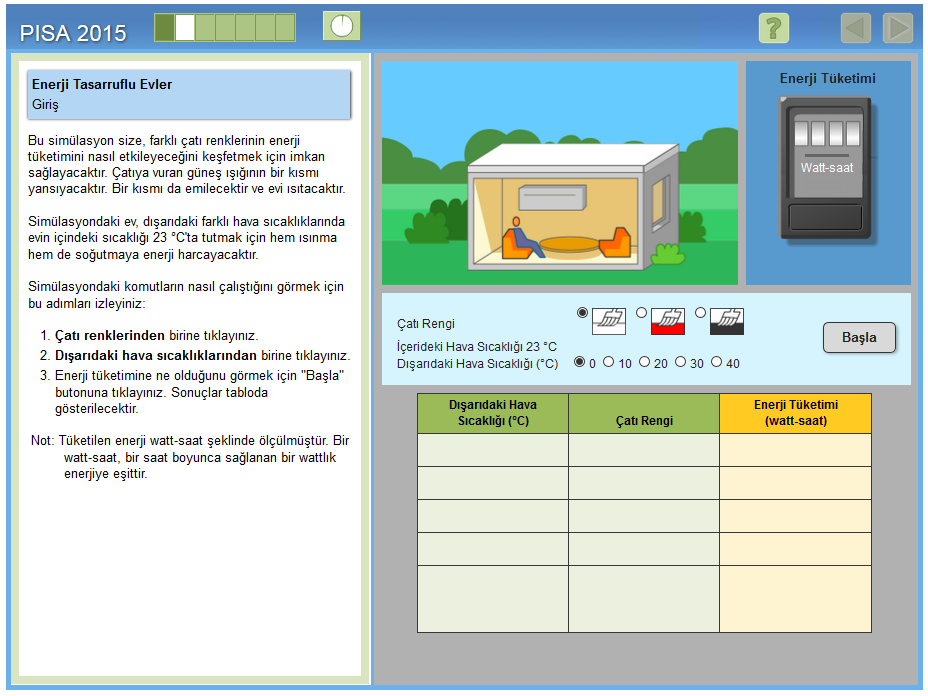 PISA 2015
?
Enerji Tasarruflu Evler
Giriş
Bu simülasyon size, farklı çatı renklerinin enerji
tüketimini nasıl etkileyeceğini keşfetmek için imkan
sağlayacaktır. Çatıya vuran güneş ışığının bir kısmı
yansıyacaktır. Bir kısmı da emilecektir ve evi ısıtacaktır.
Simülasyondaki ev, dışarıdaki farklı hava sıcaklıklarında
evin içindeki sıcaklığı 23 °C'ta tutmak için hem ısınma
hem de soğutmaya enerji harcayacaktır.
Simülasyondaki komutların nasıl çalıştığını görmek için
bu adımları izleyiniz:
1. Çatı renklerinden birine tıklayınız.
2. Dışarıdaki hava sıcaklıklarından birine tıklayınız.
3. Enerji tüketimine ne olduğunu görmek için "Başla"
butonuna tıklayınız. Sonuçlar tabloda
gösterilecektir.
Not: Tüketilen enerji watt-saat şeklinde ölçülmüştür. Bir
watt-saat, bir saat boyunca sağlanan bir wattlık
enerjiye eşittir.
Enerji Tüketimi
Watt-saat
Çatı Rengi
İçerideki Hava Sıcaklığı 23 °C
Dışarıdaki Hava Sıcaklığı (°C) 0 10 20 30 40
Başla
Dışarıdaki Hava
Sıcaklığı (°C)
Çatı Rengi
Enerji Tüketimi
(watt-saat)